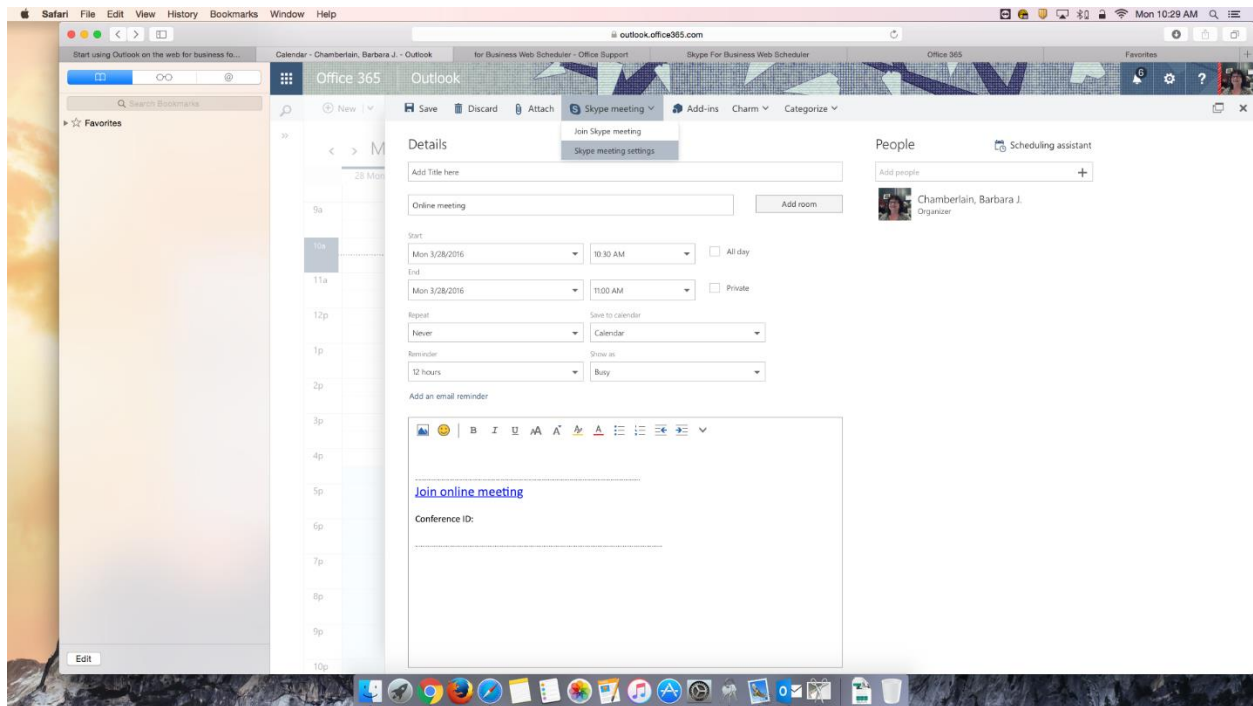 Safari File Edit View History Bookmarks Window Help Mon 10:29 AM
outlook.office365.com
Start using Outlook on the web for business fo... Calendar - Chamberlain, Barbara J. - Outlook for Business Web Scheduler - Office Support Skype For Business Web Scheduler Office 365 Favorites
Office 365 Outlook 6 ?
Search Bookmarks
Favorites
New Save Discard Attach Skype meeting Add-ins Charm Categorize
Join Skype meeting
Skype meeting settings
Details
People Scheduling assistant
M
28 Mon
Add Title here
Add people
Online meeting Add room
Chamberlain, Barbara J.
Organizer
9a
Start
10a
Mon 3/28/2016 10:30 AM All day
End
11a
Mon 3/28/2016 11:00 AM Private
12p
Repeat Save to calendar
Never Calendar
1p
Reminder Show as
12 hours Busy
2p
Add an email reminder
3p
B I U AA A A
4p
5p
Join online meeting
Conference ID:
6p
7p
8p
9p
Edit
10p